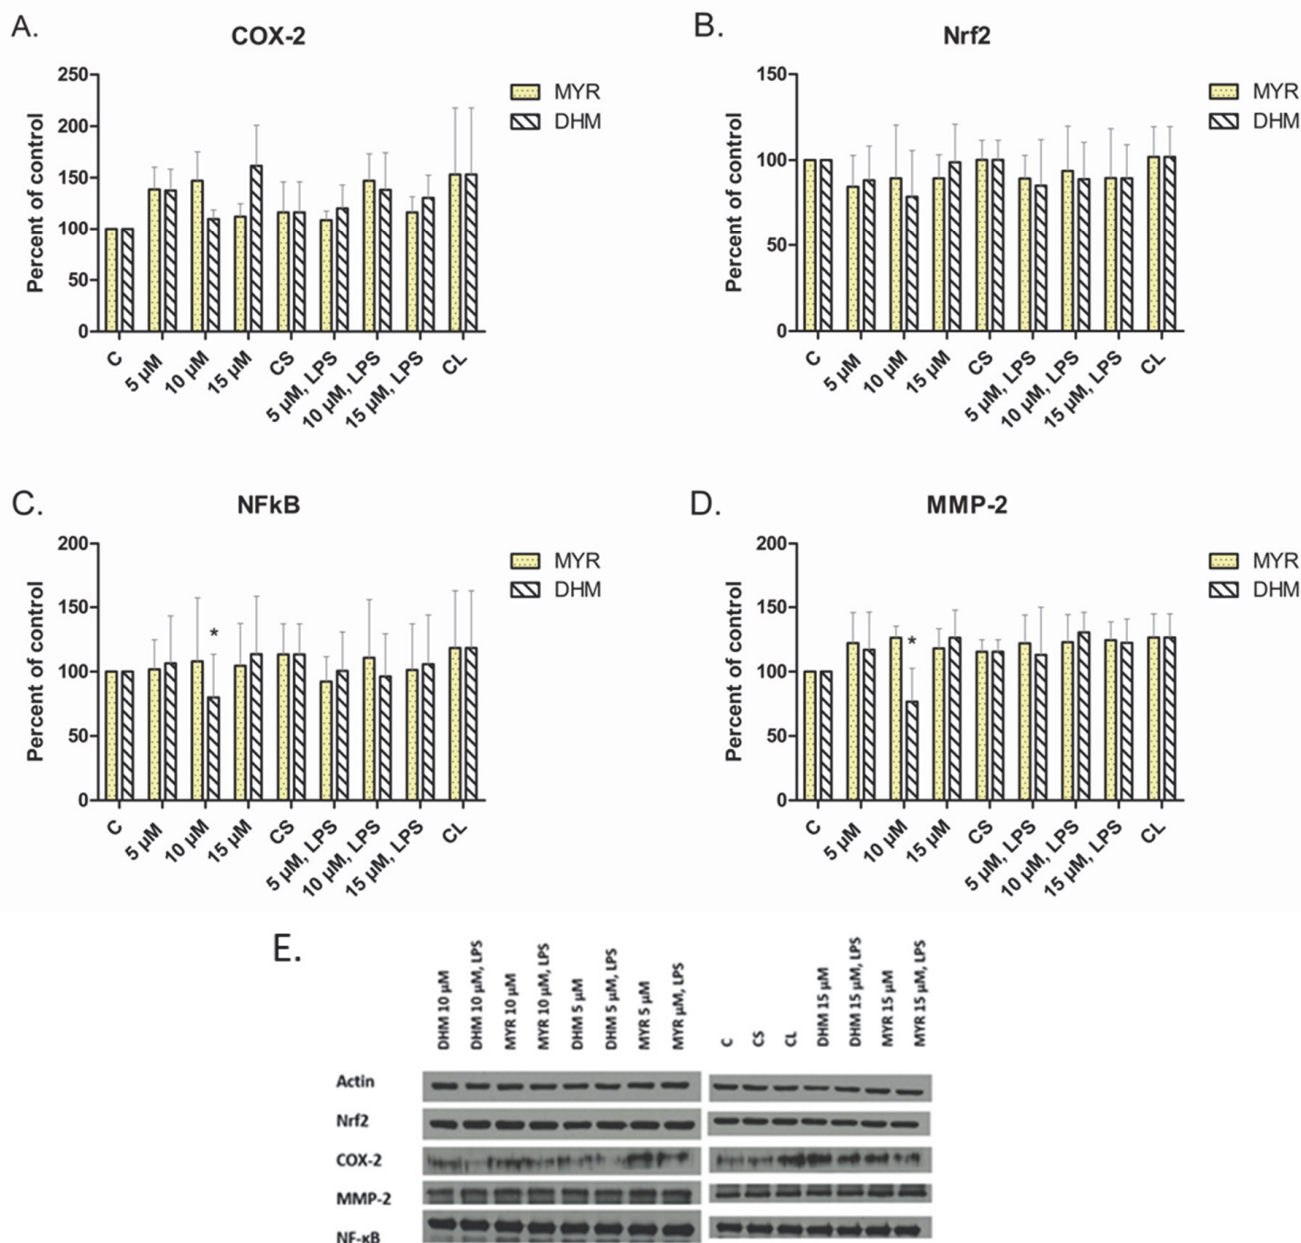 A.
COX-2
Percent of control
250
200
150
100
50
0
C
5 µM
10 µM
15 µM
CS
5 µM, LPS
10 µM, LPS
15 µM, LPS
CL
MYR
DHM
B.
Nrf2
Percent of control
150
100
50
0
C
5 µM
10 µM
15 µM
CS
5 µM, LPS
10 µM, LPS
15 µM, LPS
CL
MYR
DHM
C.
NFkB
Percent of control
200
150
100
50
0
*
C
5 µM
10 µM
15 µM
CS
5 µM, LPS
10 µM, LPS
15 µM, LPS
CL
MYR
DHM
D.
MMP-2
Percent of control
200
150
100
50
0
*
C
5 µM
10 µM
15 µM
CS
5 µM, LPS
10 µM, LPS
15 µM, LPS
CL
MYR
DHM
E.
DHM 10 µM
DHM 10 µM, LPS
MYR 10 µM
MYR 10 µM, LPS
DHM 5 µM
DHM 5 µM, LPS
MYR 5 µM
MYR µM, LPS
C
CS
CL
DHM 15 µM
DHM 15 µM, LPS
MYR 15 µM
MYR 15 µM, LPS
Actin
Nrf2
COX-2
MMP-2
NF-κB